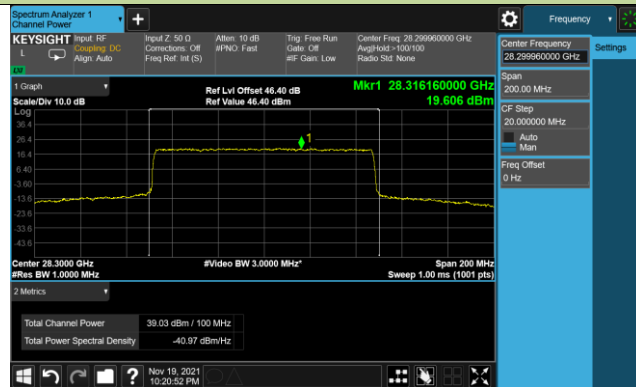 Spectrum Analyzer 1
Channel Power
Frequency
KEYSIGHT Input: RF
L Coupling: DC
Align: Auto
Input Z: 50 Ω
Corrections: Off
Freq Ref: Int (S)
Atten: 10 dB
#PNO: Fast
Trig: Free Run
Gate: Off
#IF Gain: Low
Center Freq: 28.299960000 GHz
Avg|Hold:>100/100
Radio Std: None
Center Frequency
28.299960000 GHz
Settings
Span
200.00 MHz
CF Step
20.000000 MHz
Auto
Man
Freq Offset
0 Hz
1 Graph
Scale/Div 10.0 dB
Ref Lvl Offset 46.40 dB
Ref Value 46.40 dBm
Mkr1 28.316160000 GHz
19.606 dBm
Log
36.4
26.4
16.4
6.40
-3.60
-13.6
-23.6
-33.6
-43.6
1
Center 28.3000 GHz
#Res BW 1.0000 MHz
#Video BW 3.0000 MHz*
Span 200 MHz
Sweep 1.00 ms (1001 pts)
2 Metrics
Total Channel Power 39.03 dBm / 100 MHz
Total Power Spectral Density -40.97 dBm/Hz
Nov 19, 2021
10:20:52 PM